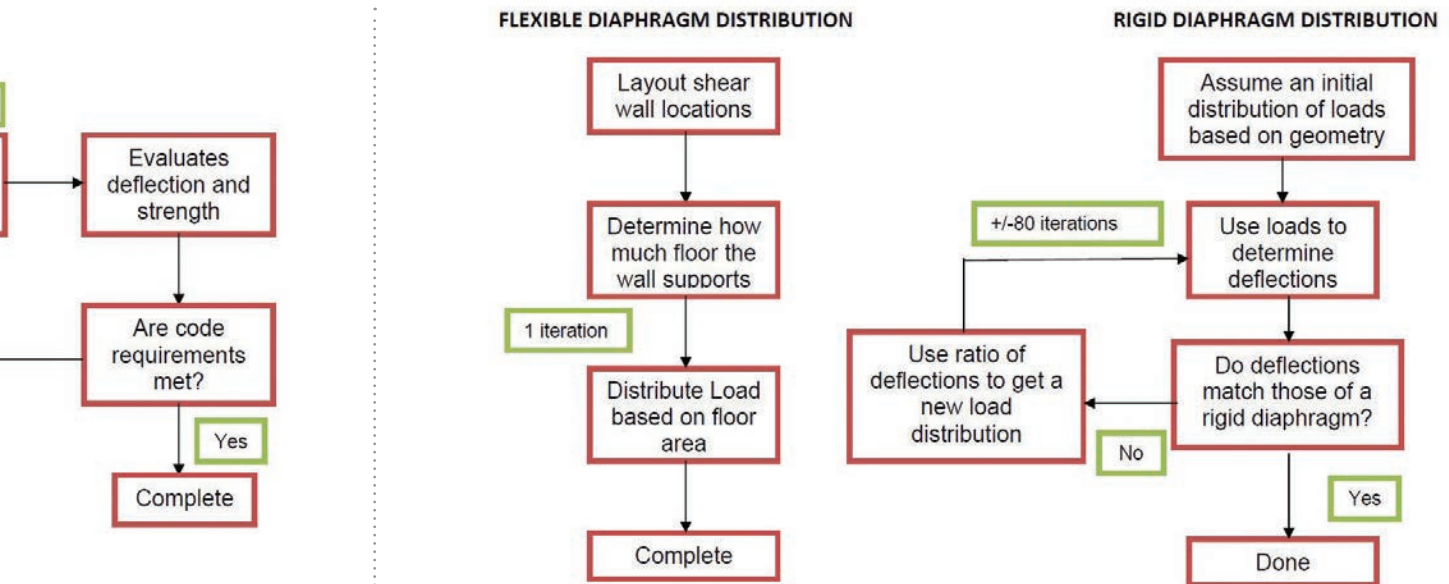 Evaluates
deflection and
strength
Are code
requirements
met?
Yes
Complete
FLEXIBLE DIAPHRAGM DISTRIBUTION
Layout shear
wall locations
Determine how
much floor the
wall supports
1 iteration
Distribute Load
based on floor
area
Complete
RIGID DIAPHRAGM DISTRIBUTION
Assume an initial
distribution of loads
based on geometry
+/-80 iterations
Use loads to
determine
deflections
Use ratio of
deflections to get a
new load
distribution
Do deflections
match those of a
rigid diaphragm?
No
Yes
Done